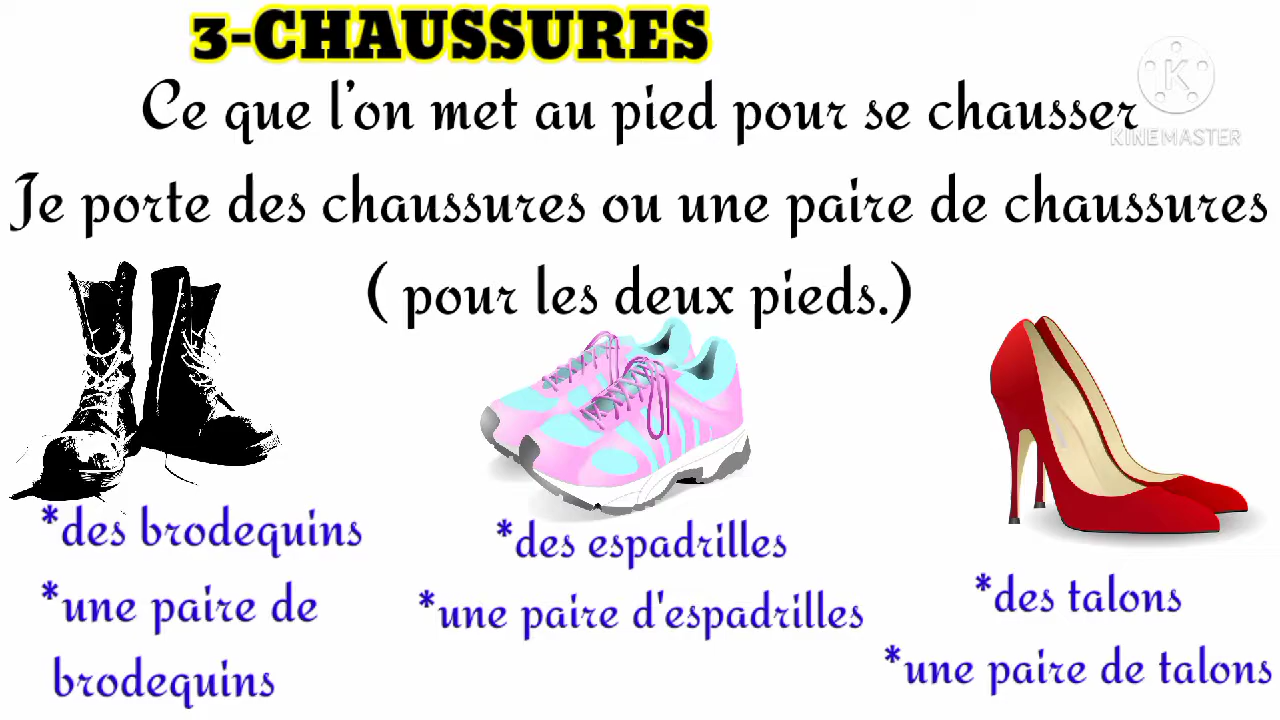 3-CHAUSSURES
K
KINEMASTER
Ce que l'on met au pied pour se chausser
Je porte des chaussures ou une paire de chaussures
( pour les deux pieds.)
*des brodequins
*une paire de
brodequins
*des espadrilles
*une paire d'espadrilles
*des talons
*une paire de talons